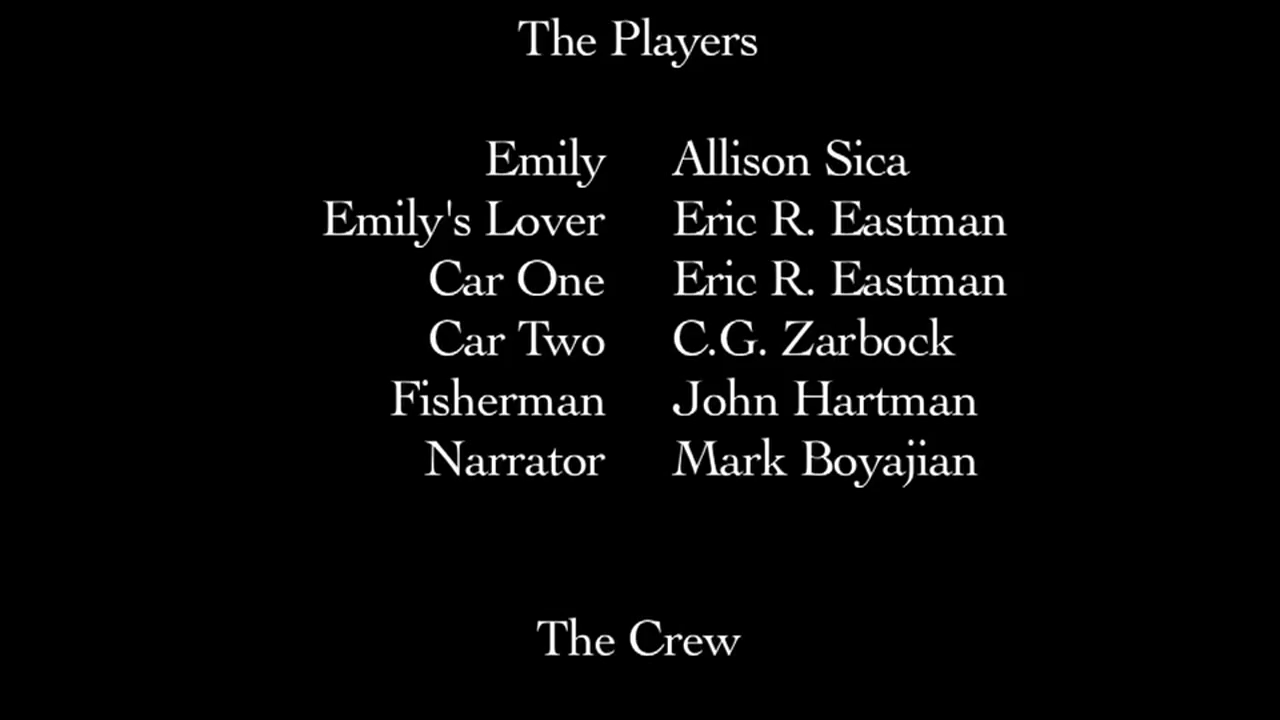 The Players
Emily Allison Sica
Emily's Lover Eric R. Eastman
Car One Eric R. Eastman
Car Two C.G. Zarbock
Fisherman John Hartman
Narrator Mark Boyajian
The Crew